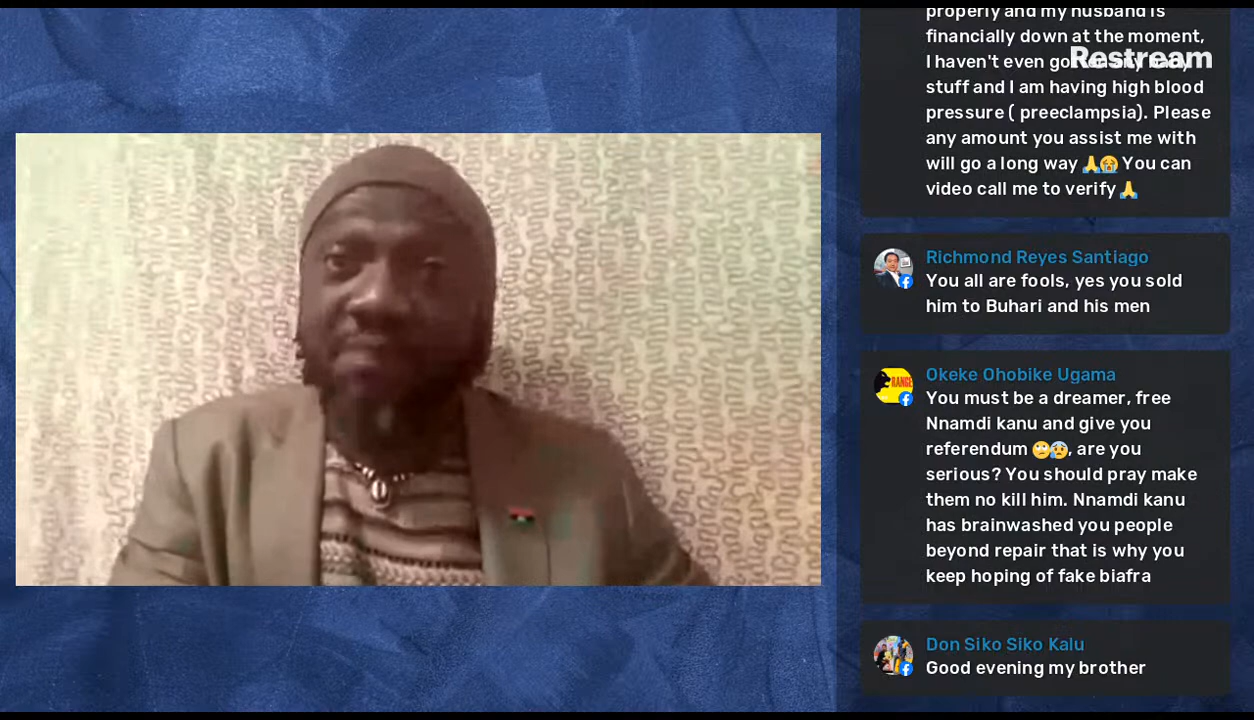 properly and my husband is
Restream
financially down at the moment,
I haven't even go
stuff and I am having high blood
pressure ( preeclampsia). Please
any amount you assist me with
will go a long way 🙏😭 You can
video call me to verify 🙏
Richmond Reyes Santiago
You all are fools, yes you sold
him to Buhari and his men
RANGE
Okeke Ohobike Ugama
You must be a dreamer, free
Nnamdi kanu and give you
referendum 🙄😰, are you
serious? You should pray make
them no kill him. Nnamdi kanu
has brainwashed you people
beyond repair that is why you
keep hoping of fake biafra
Don Siko Siko Kalu
Good evening my brother